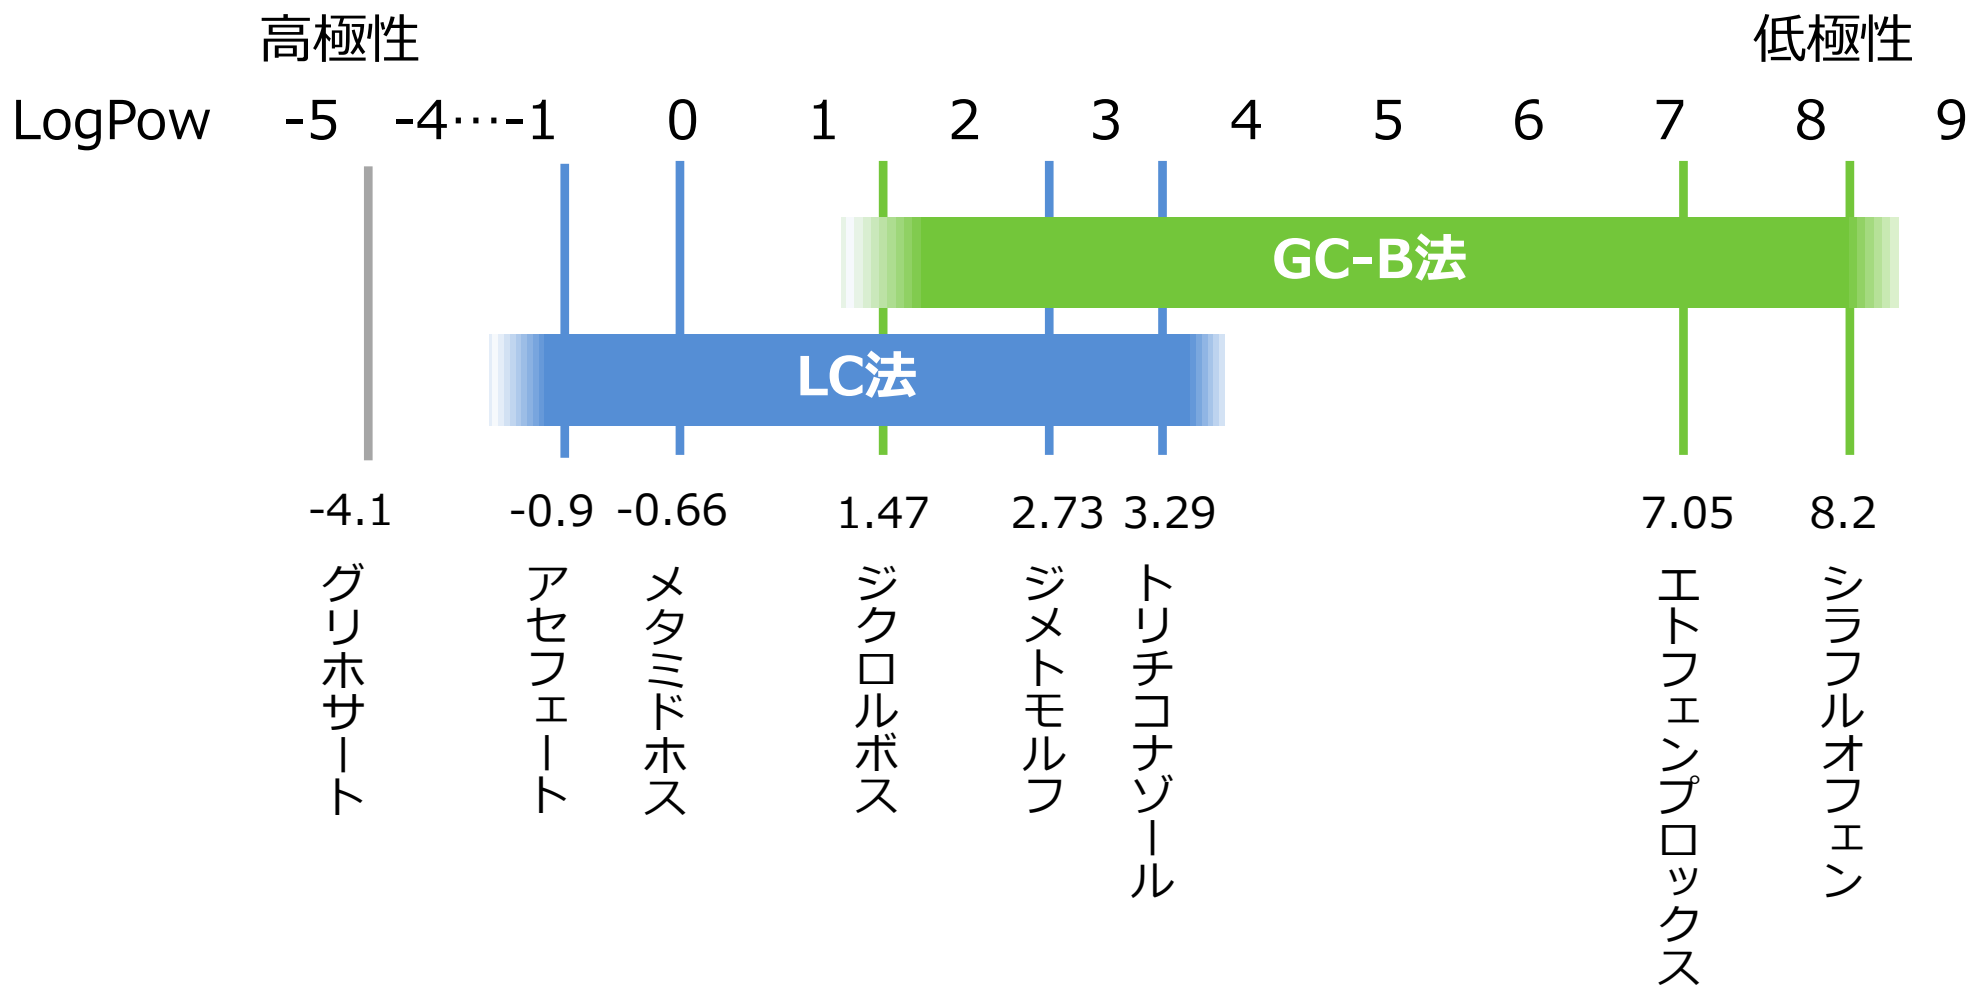 高極性 低極性
LogPow -5 -4…-1 0 1 2 3 4 5 6 7 8 9
GC-B法
LC法
-4.1 -0.9 -0.66 1.47 2.73 3.29 7.05 8.2
グリホサート
アセフェート
メタミドホス
ジクロルボス
ジメトモルフ
トリチコナゾール
エトフェンプロックス
シラフルオフェン